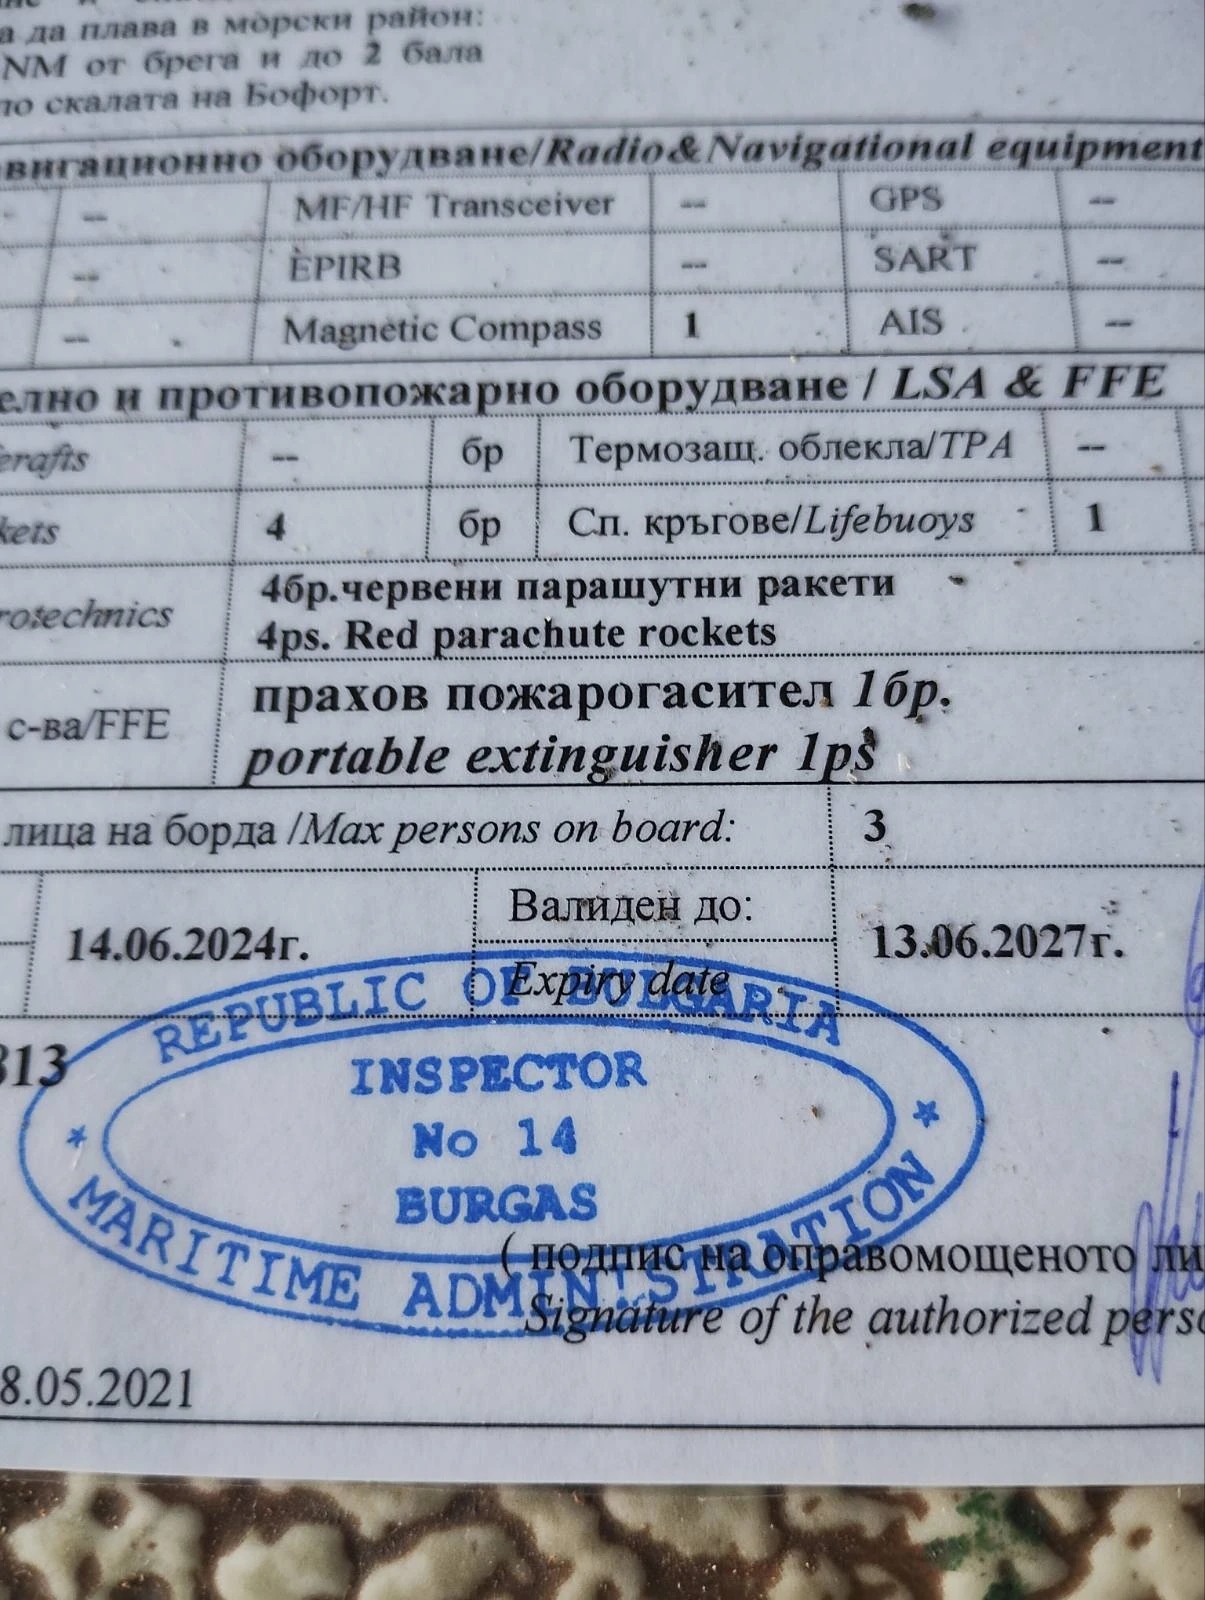 а да плава в морски район:
NM от брега и до 2 бала
по скалата на Бофорт.
вигационно оборудване/Radio&Navigational equipment
-- MF/HF Transceiver -- GPS --
-- EPIRB -- SART --
-- Magnetic Compass 1 AIS --
елно и противопожарно оборудване / LSA & FFE
erafts -- бр Термозащ. облекла/TPA --
kets 4 бр Сп. кръгове/Lifebuoys 1
rotechnics 4бр.червени парашутни ракети
4ps. Red parachute rockets
с-ва/FFE прахов пожарогасител 1бр.
portable extinguisher 1ps
лица на борда /Max persons on board: 3
14.06.2024г. Валиден до: 13.06.2027г.
Expiry date
REPUBLIC OF BULGARIA
813
INSPECTOR
No 14
BURGAS
MARITIME ADMINISTRATION
( подпис на оправомощеното ли
Signature of the authorized perso
8.05.2021